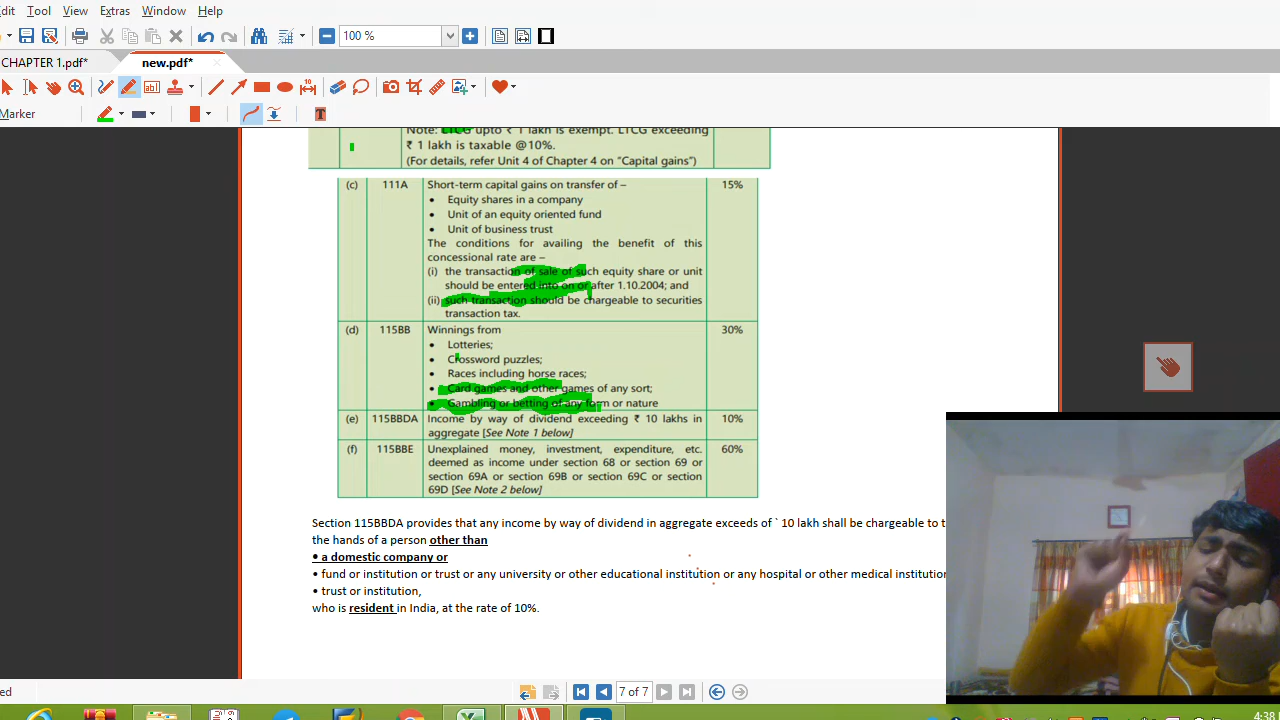 dit Tool View Extras Window Help
100 %
CHAPTER 1.pdf* new.pdf*
10
Marker T
Note: LTCG upto ₹ 1 lakh is exempt. LTCG exceeding
₹ 1 lakh is taxable @10%.
(For details, refer Unit 4 of Chapter 4 on “Capital gains”)
(c) 111A Short-term capital gains on transfer of – 15%
• Equity shares in a company
• Unit of an equity oriented fund
• Unit of business trust
The conditions for availing the benefit of this
concessional rate are –
(i) the transaction of sale of such equity share or unit
should be entered into on or after 1.10.2004; and
(ii) such transaction should be chargeable to securities
transaction tax.
(d) 115BB Winnings from 30%
• Lotteries;
• Crossword puzzles;
• Races including horse races;
• Card games and other games of any sort;
• Gambling or betting of any form or nature
(e) 115BBDA Income by way of dividend exceeding ₹ 10 lakhs in 10%
aggregate [See Note 1 below]
(f) 115BBE Unexplained money, investment, expenditure, etc. 60%
deemed as income under section 68 or section 69 or
section 69A or section 69B or section 69C or section
69D [See Note 2 below]
Section 115BBDA provides that any income by way of dividend in aggregate exceeds of ` 10 lakh shall be chargeable to t
the hands of a person other than
• a domestic company or
• fund or institution or trust or any university or other educational institution or any hospital or other medical institution
• trust or institution,
who is resident in India, at the rate of 10%.
ed 7 of 7
4:38